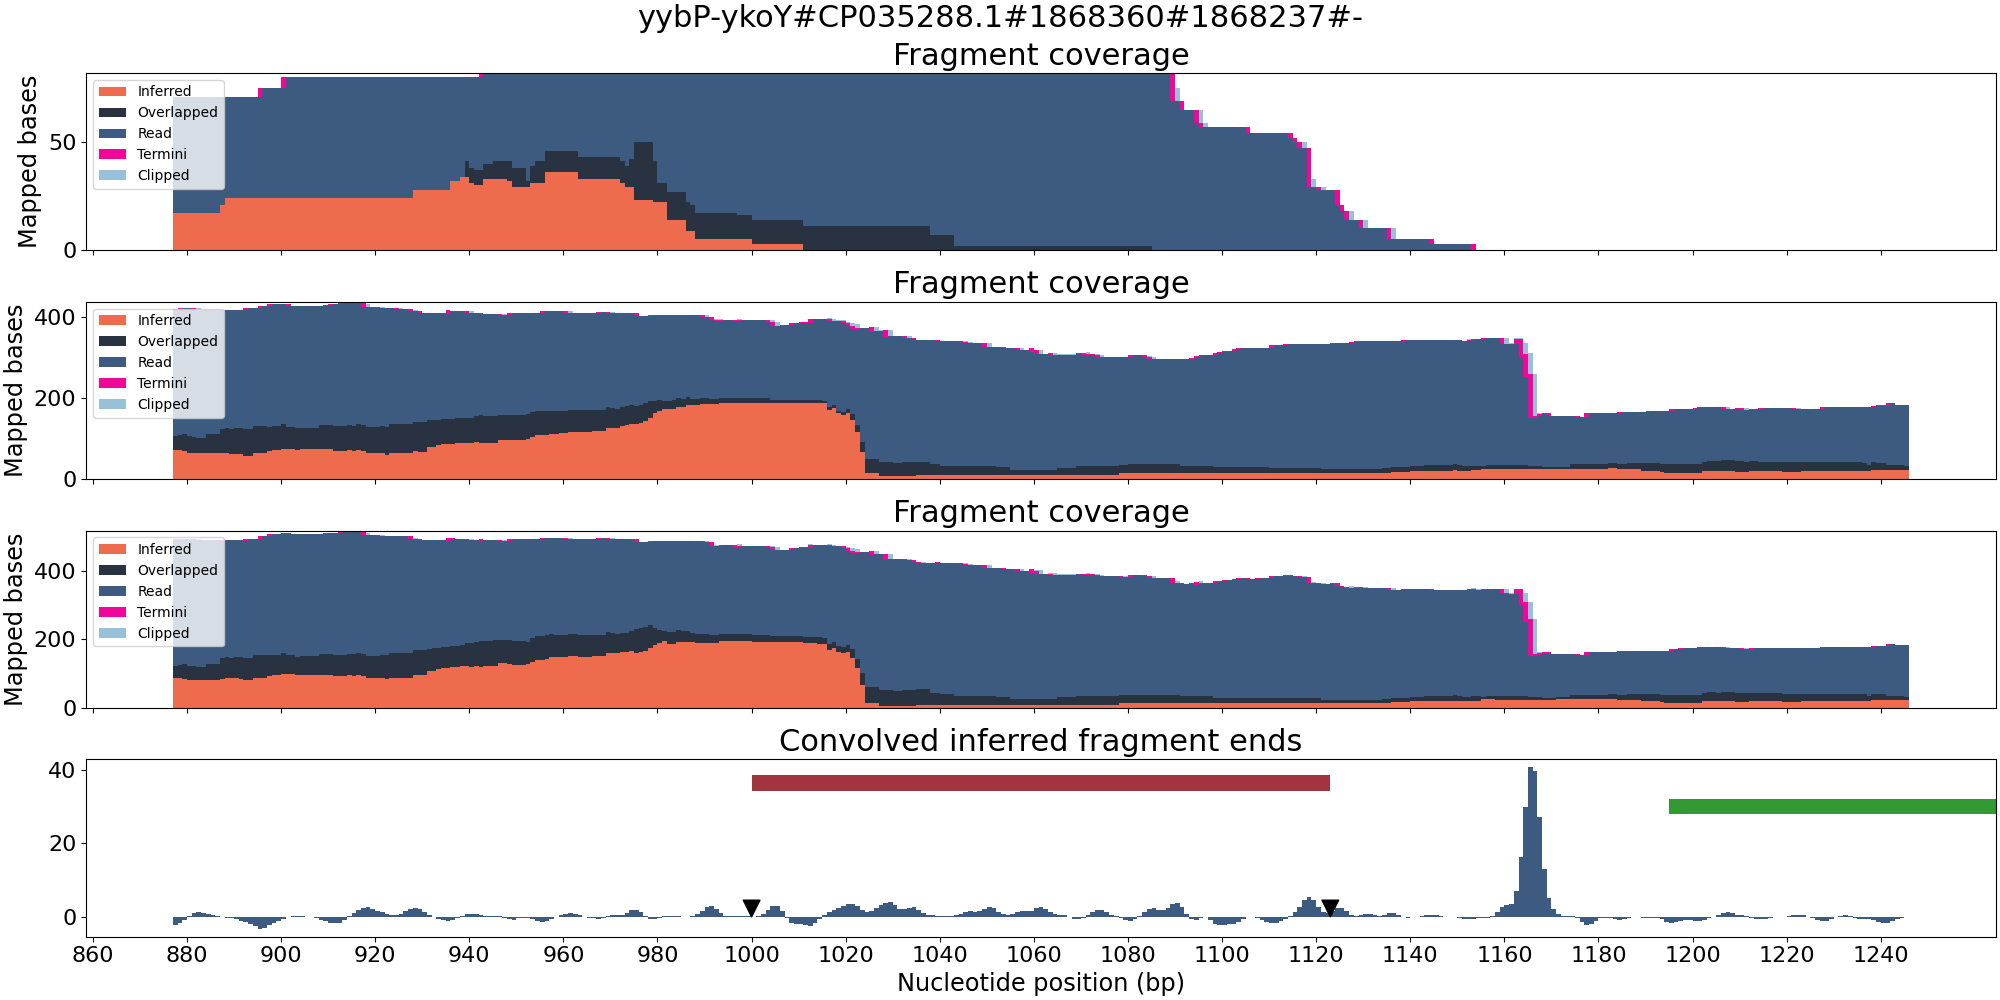 yybP-ykoY#CP035288.1#1868360#1868237#-
Fragment coverage
Mapped bases
50
0
Inferred
Overlapped
Read
Termini
Clipped
Fragment coverage
Mapped bases
400
200
0
Inferred
Overlapped
Read
Termini
Clipped
Fragment coverage
Mapped bases
400
200
0
Inferred
Overlapped
Read
Termini
Clipped
Convolved inferred fragment ends
40
20
0
860 880 900 920 940 960 980 1000 1020 1040 1060 1080 1100 1120 1140 1160 1180 1200 1220 1240
Nucleotide position (bp)